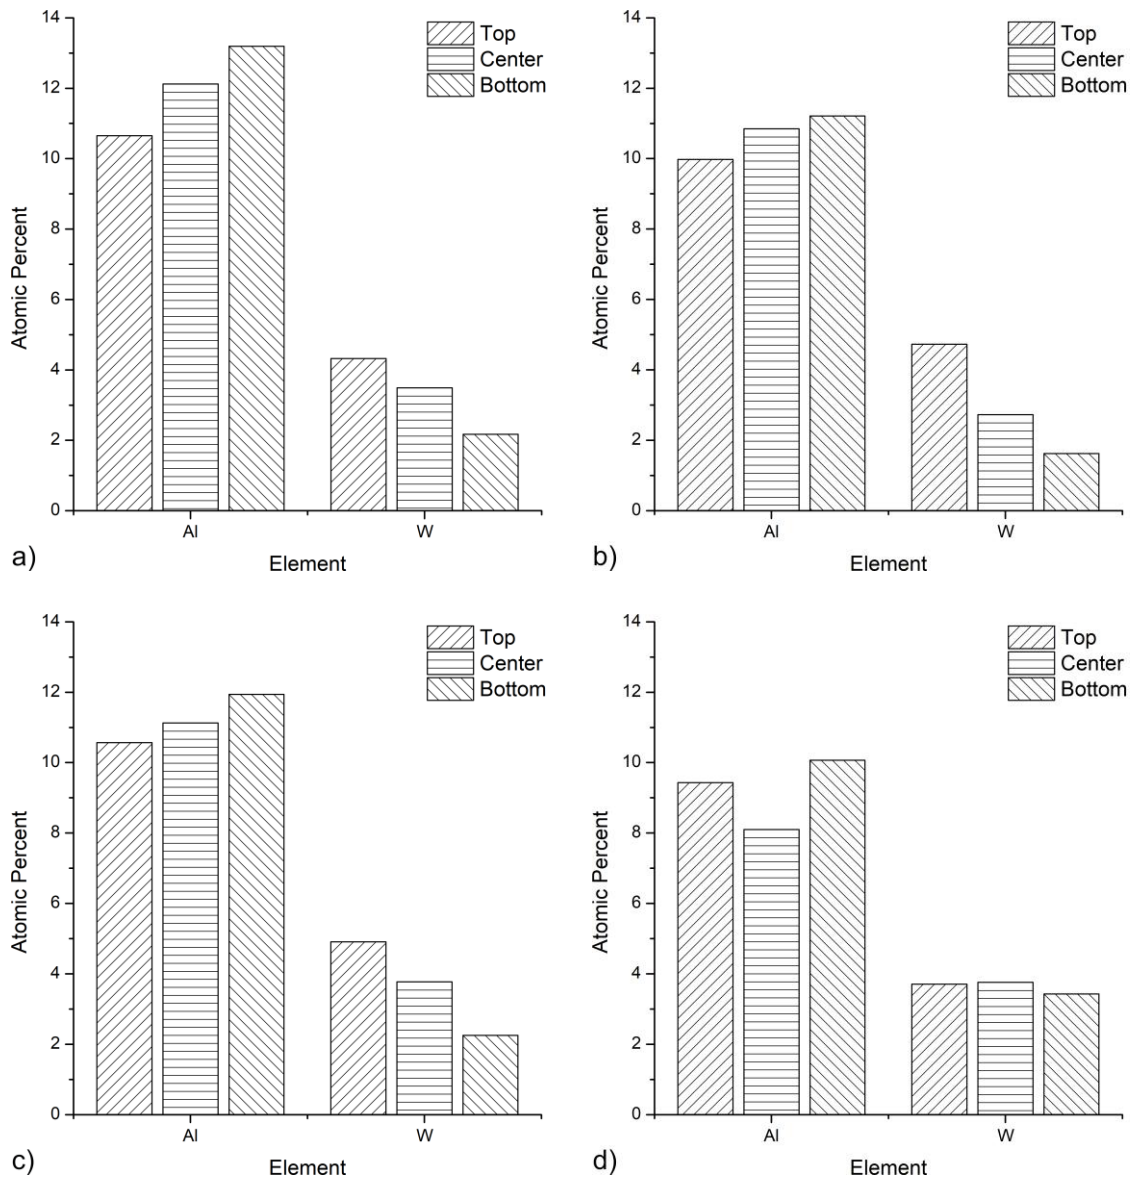 14
12
10
8
6
4
2
0
Atomic Percent
Top
Center
Bottom
Al
W
Element
a)
14
12
10
8
6
4
2
0
Atomic Percent
Top
Center
Bottom
Al
W
Element
b)
14
12
10
8
6
4
2
0
Atomic Percent
Top
Center
Bottom
Al
W
Element
c)
14
12
10
8
6
4
2
0
Atomic Percent
Top
Center
Bottom
Al
W
Element
d)